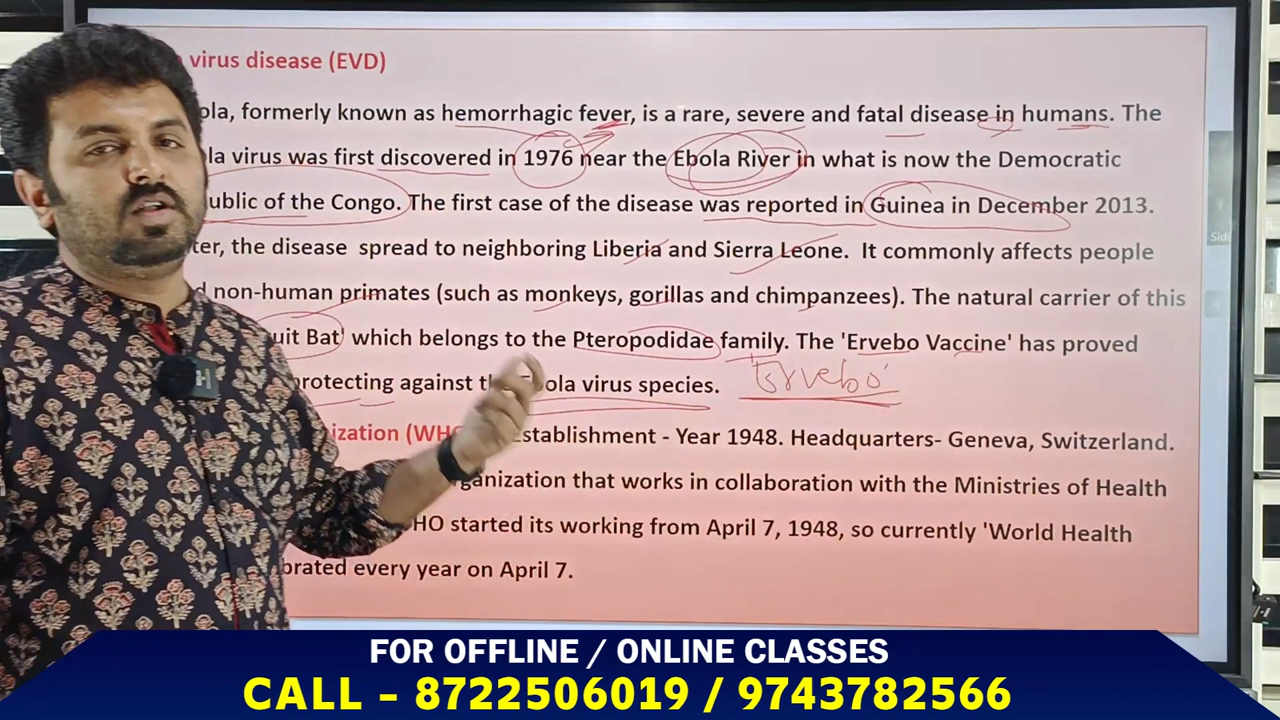 virus disease (EVD)
ola, formerly known as hemorrhagic fever, is a rare, severe and fatal disease in humans. The
la virus was first discovered in 1976 near the Ebola River in what is now the Democratic
ublic of the Congo. The first case of the disease was reported in Guinea in December 2013.
ter, the disease spread to neighboring Liberia and Sierra Leone. It commonly affects people
d non-human primates (such as monkeys, gorillas and chimpanzees). The natural carrier of this
uit Bat' which belongs to the Pteropodidae family. The 'Ervebo Vaccine' has proved
protecting against the Ebola virus species. 'Ervebo'
ization (WHO) Establishment - Year 1948. Headquarters- Geneva, Switzerland.
ganization that works in collaboration with the Ministries of Health
HO started its working from April 7, 1948, so currently 'World Health
brated every year on April 7.
Sid
FOR OFFLINE / ONLINE CLASSES
CALL - 8722506019 / 9743782566